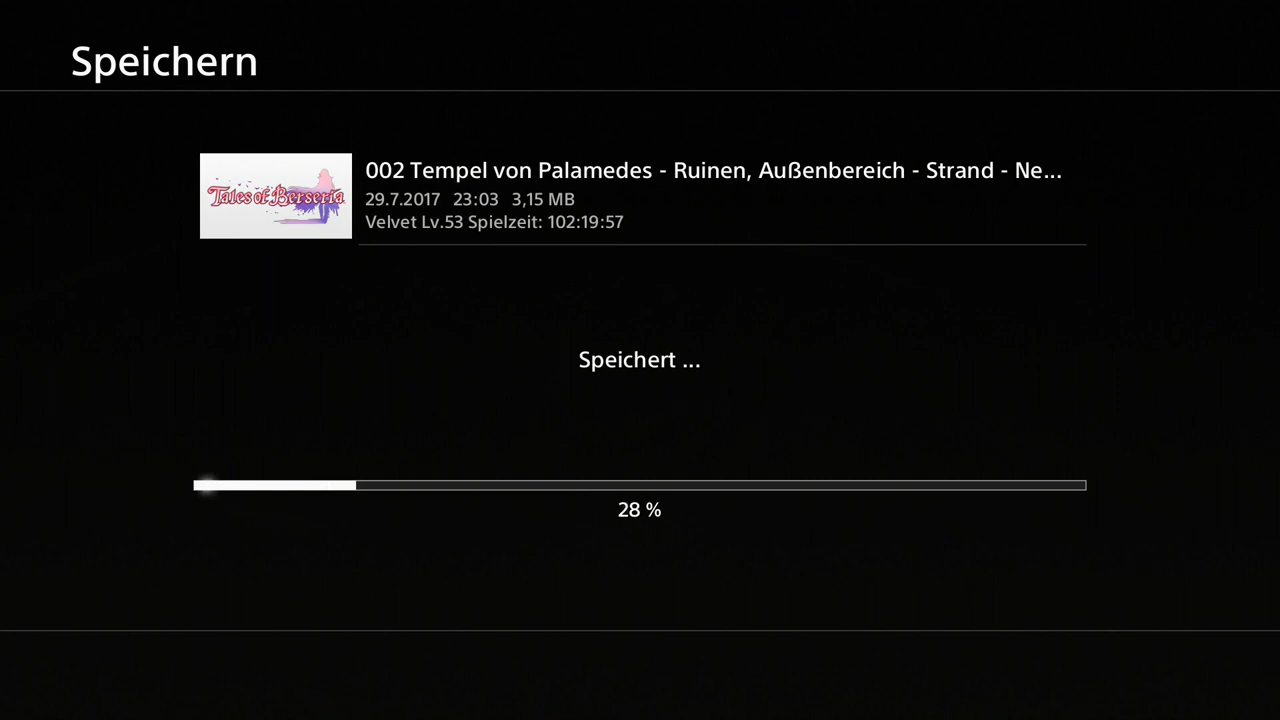 Speichern
Tales of Berseria
002 Tempel von Palamedes - Ruinen, Außenbereich - Strand - Ne...
29.7.2017 23:03 3,15 MB
Velvet Lv.53 Spielzeit: 102:19:57
Speichert ...
28 %